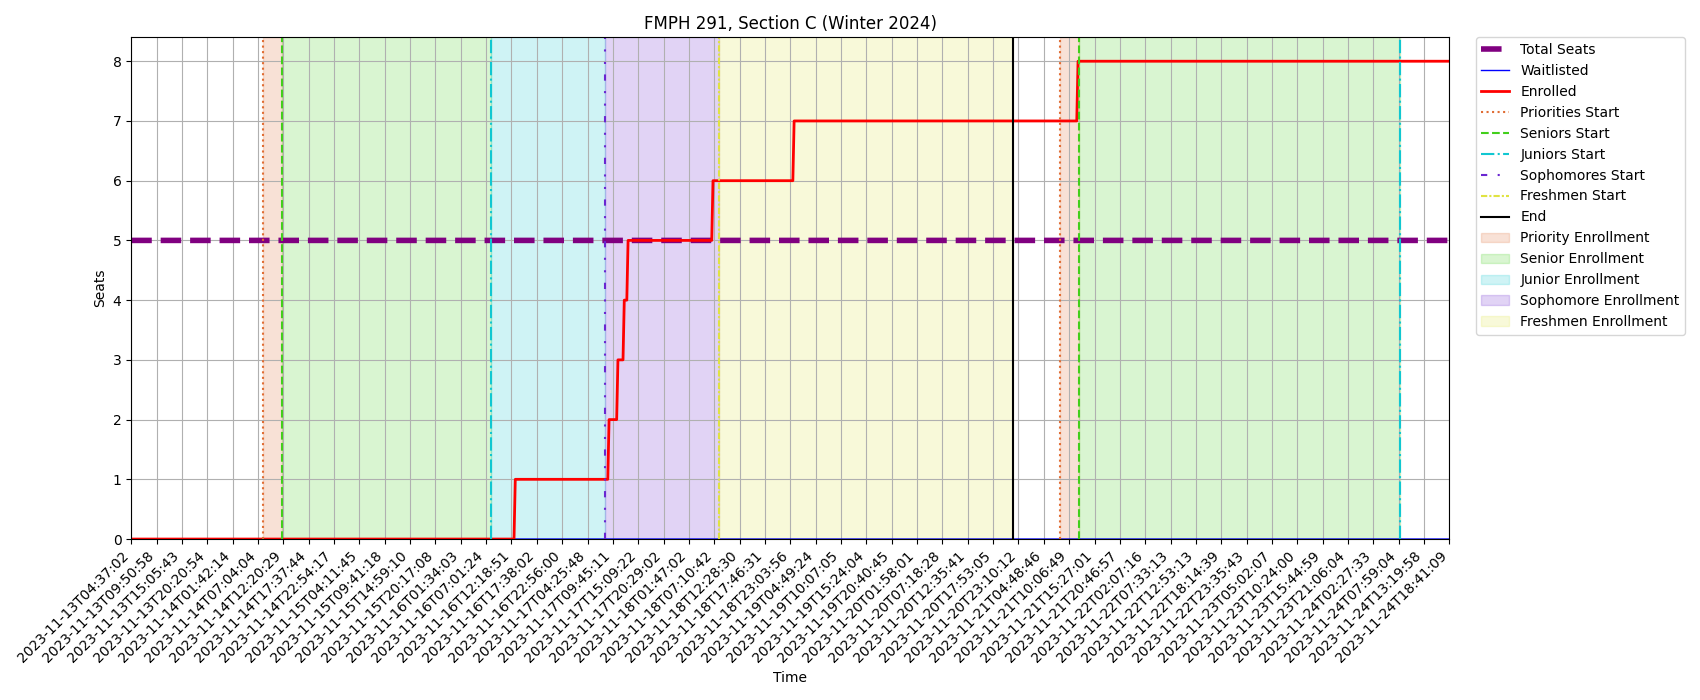 FMPH 291, Section C (Winter 2024)
Seats
8
7
6
5
4
3
2
1
0
2023-11-13T04:37:02
2023-11-13T09:50:58
2023-11-13T15:05:43
2023-11-13T20:20:54
2023-11-14T01:42:14
2023-11-14T07:04:04
2023-11-14T12:20:29
2023-11-14T17:37:44
2023-11-14T22:54:17
2023-11-15T04:11:45
2023-11-15T09:41:18
2023-11-15T14:59:10
2023-11-15T20:17:08
2023-11-16T01:34:03
2023-11-16T07:01:24
2023-11-16T12:18:51
2023-11-16T17:38:02
2023-11-16T22:56:00
2023-11-17T04:25:48
2023-11-17T09:45:11
2023-11-17T15:09:22
2023-11-17T20:29:03
2023-11-18T01:47:02
2023-11-18T07:10:42
2023-11-18T12:28:30
2023-11-18T17:46:31
2023-11-18T23:03:56
2023-11-19T04:49:24
2023-11-19T10:07:05
2023-11-19T15:24:04
2023-11-19T20:40:45
2023-11-20T01:58:01
2023-11-20T07:18:28
2023-11-20T12:35:41
2023-11-20T17:53:05
2023-11-20T23:10:12
2023-11-21T04:48:46
2023-11-21T10:06:49
2023-11-21T15:27:01
2023-11-21T20:46:57
2023-11-22T02:07:16
2023-11-22T07:33:13
2023-11-22T12:53:13
2023-11-22T18:14:39
2023-11-22T23:35:43
2023-11-23T05:02:07
2023-11-23T10:24:00
2023-11-23T15:44:59
2023-11-23T21:06:04
2023-11-24T02:27:33
2023-11-24T07:59:04
2023-11-24T13:19:58
2023-11-24T18:41:09
Time
Total Seats
Waitlisted
Enrolled
Priorities Start
Seniors Start
Juniors Start
Sophomores Start
Freshmen Start
End
Priority Enrollment
Senior Enrollment
Junior Enrollment
Sophomore Enrollment
Freshmen Enrollment